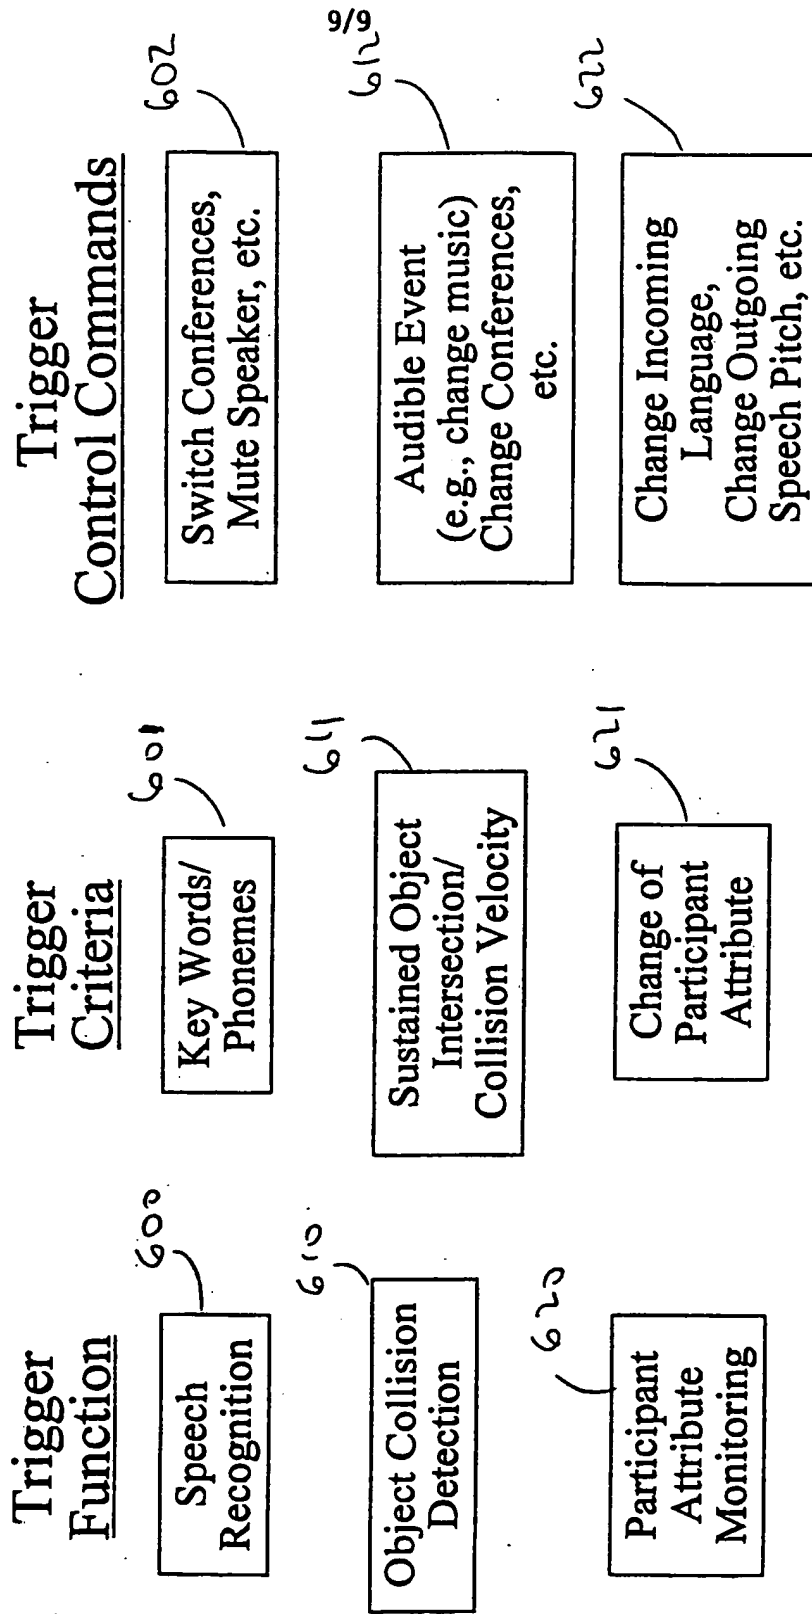 9/9
Trigger
Function
Trigger
Criteria
Trigger
Control Commands
600
Speech
Recognition
601
Key Words/
Phonemes
602
Switch Conferences,
Mute Speaker, etc.
610
Object Collision
Detection
611
Sustained Object
Intersection/
Collision Velocity
612
Audible Event
(e.g., change music)
Change Conferences,
etc.
620
Participant
Attribute
Monitoring
621
Change of
Participant
Attribute
622
Change Incoming
Language,
Change Outgoing
Speech Pitch, etc.